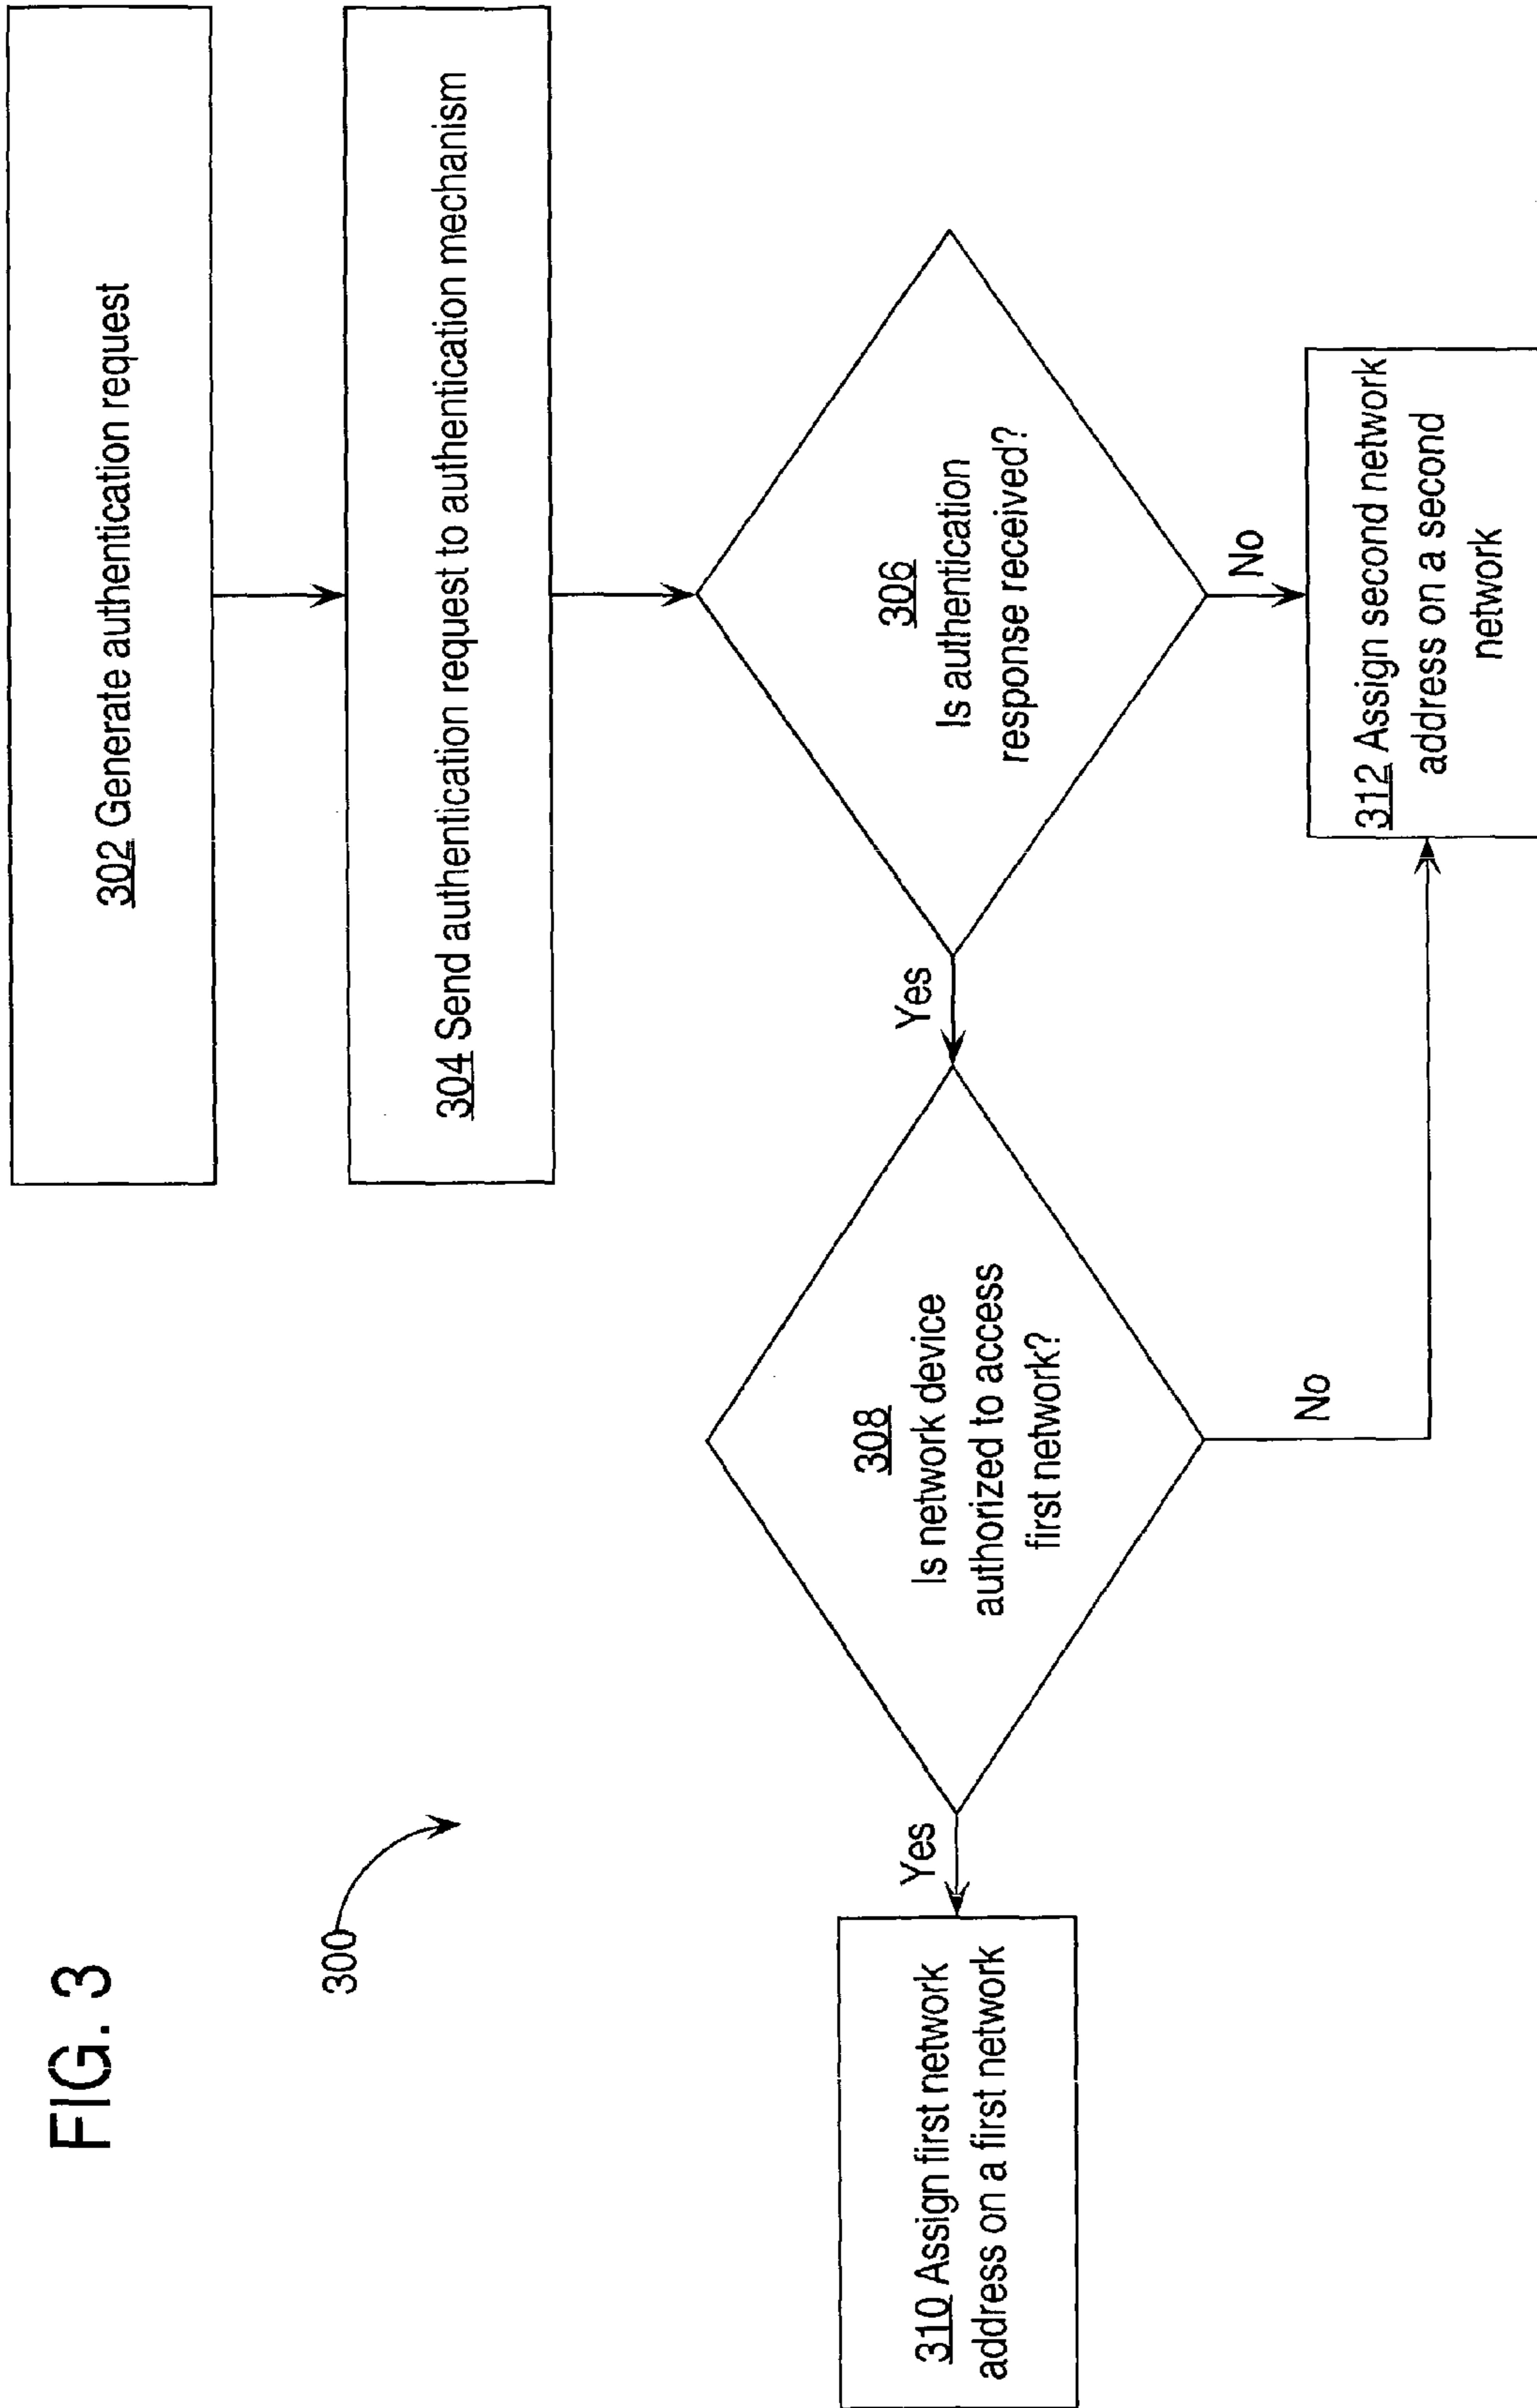 FIG. 3
300
302 Generate authentication request
304 Send authentication request to authentication mechanism
306
Is authentication
response received?
Yes
No
308
Is network device
authorized to access
first network?
Yes
No
310 Assign first network
address on a first network
312 Assign second network
address on a second
network